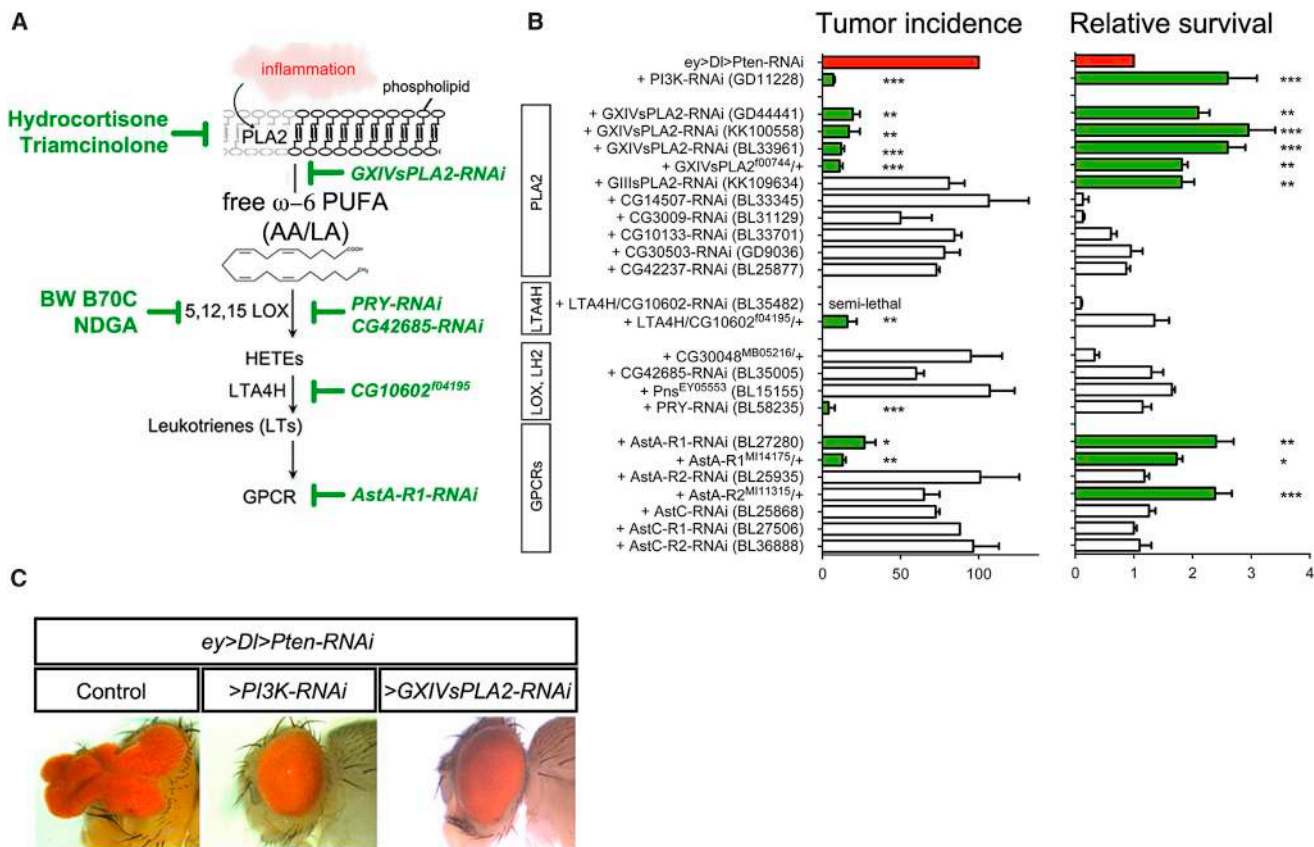 A
inflammation
phospholipid
Hydrocortisone
Triamcinolone
PLA2
GXIVsPLA2-RNAi
free ω-6 PUFA
(AA/LA)
COOH
CH₃
BW B70C
NDGA
5,12,15 LOX
PRY-RNAi
CG42685-RNAi
HETEs
LTA4H
CG10602f04195
Leukotrienes (LTs)
GPCR
AstA-R1-RNAi
B
Tumor incidence
Relative survival
ey>Dl>Pten-RNAi
+ PI3K-RNAi (GD11228) *** ***
PLA2
+ GXIVsPLA2-RNAi (GD44441) ** **
+ GXIVsPLA2-RNAi (KK100558) ** ***
+ GXIVsPLA2-RNAi (BL33961) *** ***
+ GXIVsPLA2f00744/+ *** **
+ GIIIsPLA2-RNAi (KK109634) **
+ CG14507-RNAi (BL33345)
+ CG3009-RNAi (BL31129)
+ CG10133-RNAi (BL33701)
+ CG30503-RNAi (GD9036)
+ CG42237-RNAi (BL25877)
LTA4H
+ LTA4H/CG10602-RNAi (BL35482) semi-lethal
+ LTA4H/CG10602f04195/+ **
LOX, LH2
+ CG30048MB05216/+
+ CG42685-RNAi (BL35005)
+ PnsEY05553 (BL15155)
+ PRY-RNAi (BL58235) ***
GPCRs
+ AstA-R1-RNAi (BL27280) * **
+ AstA-R1MI14175/+ ** *
+ AstA-R2-RNAi (BL25935)
+ AstA-R2MI11315/+ ***
+ AstC-RNAi (BL25868)
+ AstC-R1-RNAi (BL27506)
+ AstC-R2-RNAi (BL36888)
0 50 100
0 1 2 3 4
C
ey>Dl>Pten-RNAi
Control >PI3K-RNAi >GXIVsPLA2-RNAi